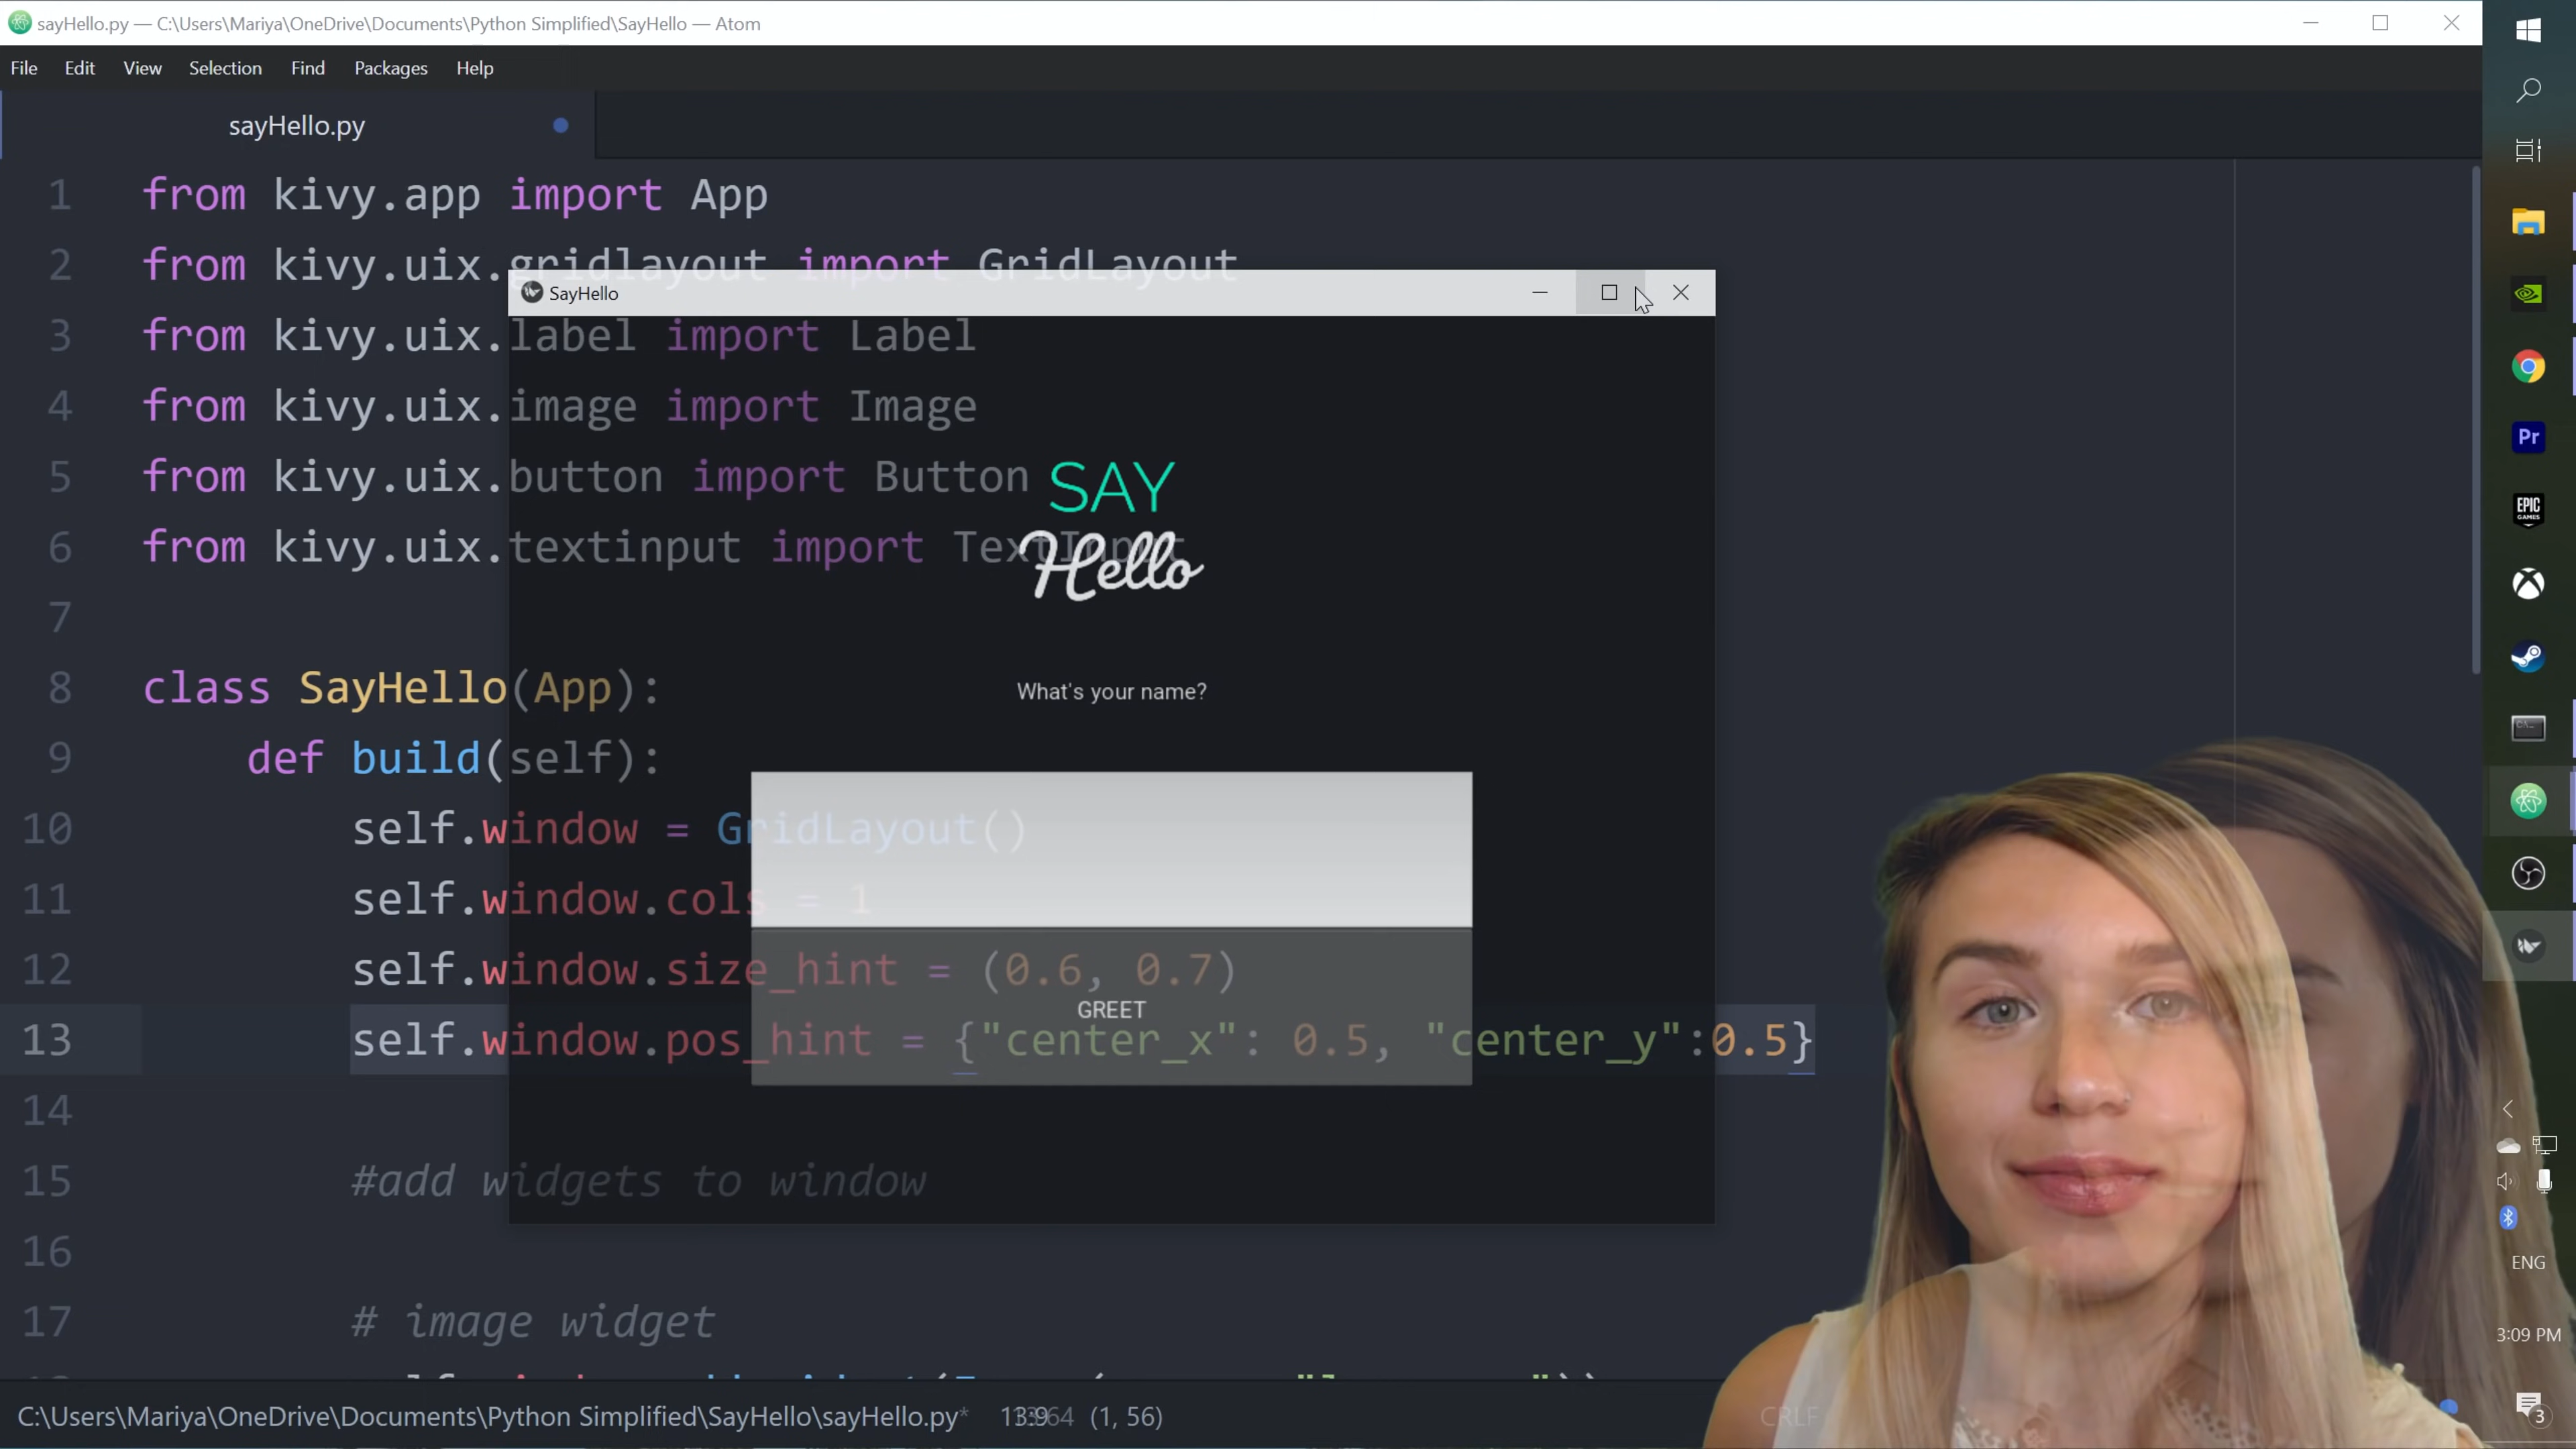 sayHello.py — C:\Users\Mariya\OneDrive\Documents\Python Simplified\SayHello — Atom
File Edit View Selection Find Packages Help
sayHello.py
1 from kivy.app import App
2 from kivy.uix.gridlayout import GridLayout
SayHello
3 from kivy.uix.label import Label
4 from kivy.uix.image import Image
5 from kivy.uix.button import Button
SAY
6 from kivy.uix.textinput import TextInput
Hello
7
What's your name?
8 class SayHello(App):
9 def build(self):
10 self.window = GridLayout()
11 self.window.cols = 1
12 self.window.size_hint = (0.6, 0.7)
GREET
13 self.window.pos_hint = {"center_x": 0.5, "center_y":0.5}
14
15 #add widgets to window
16
17 # image widget
C:\Users\Mariya\OneDrive\Documents\Python Simplified\SayHello\sayHello.py* (1, 56) CRLF
Pr
EPIC
GAMES
ENG
3:09 PM
3